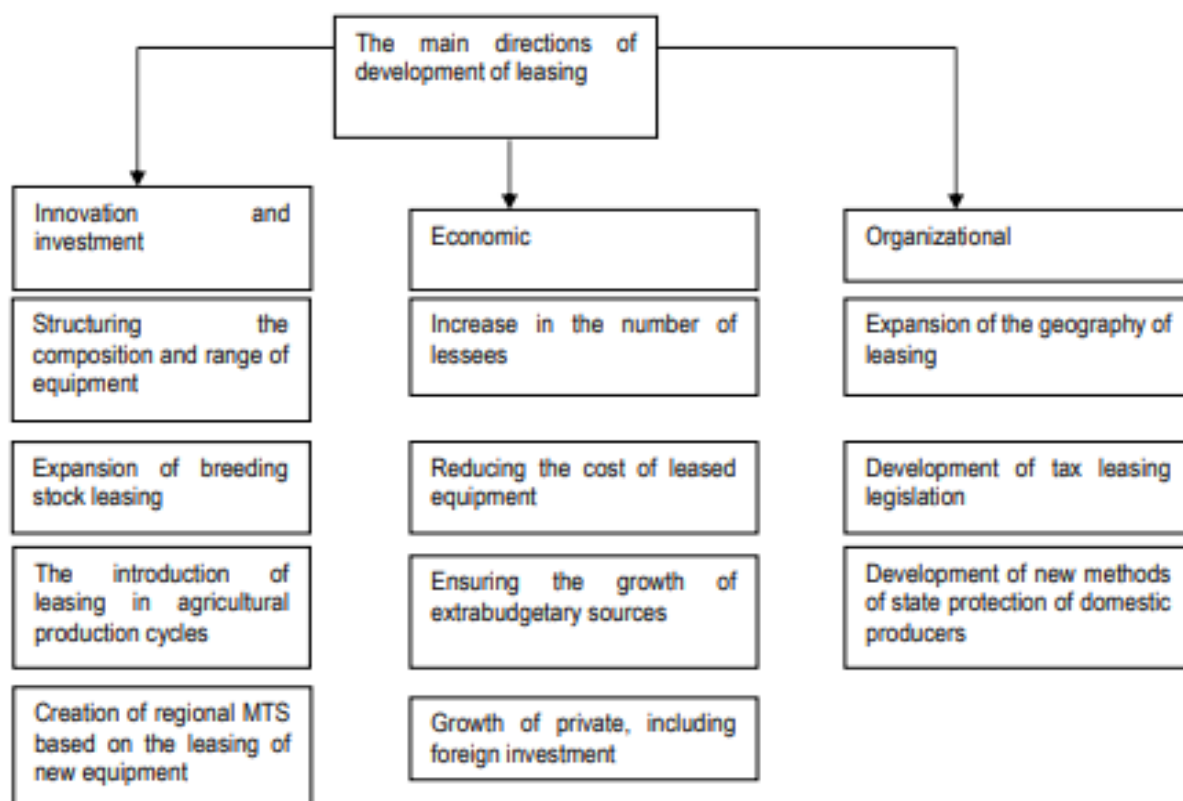 The main directions of
development of leasing
Innovation and
investment
Structuring the
composition and range of
equipment
Expansion of breeding
stock leasing
The introduction of
leasing in agricultural
production cycles
Creation of regional MTS
based on the leasing of
new equipment
Economic
Increase in the number of
lessees
Reducing the cost of leased
equipment
Ensuring the growth of
extrabudgetary sources
Growth of private, including
foreign investment
Organizational
Expansion of the geography of
leasing
Development of tax leasing
legislation
Development of new methods
of state protection of domestic
producers